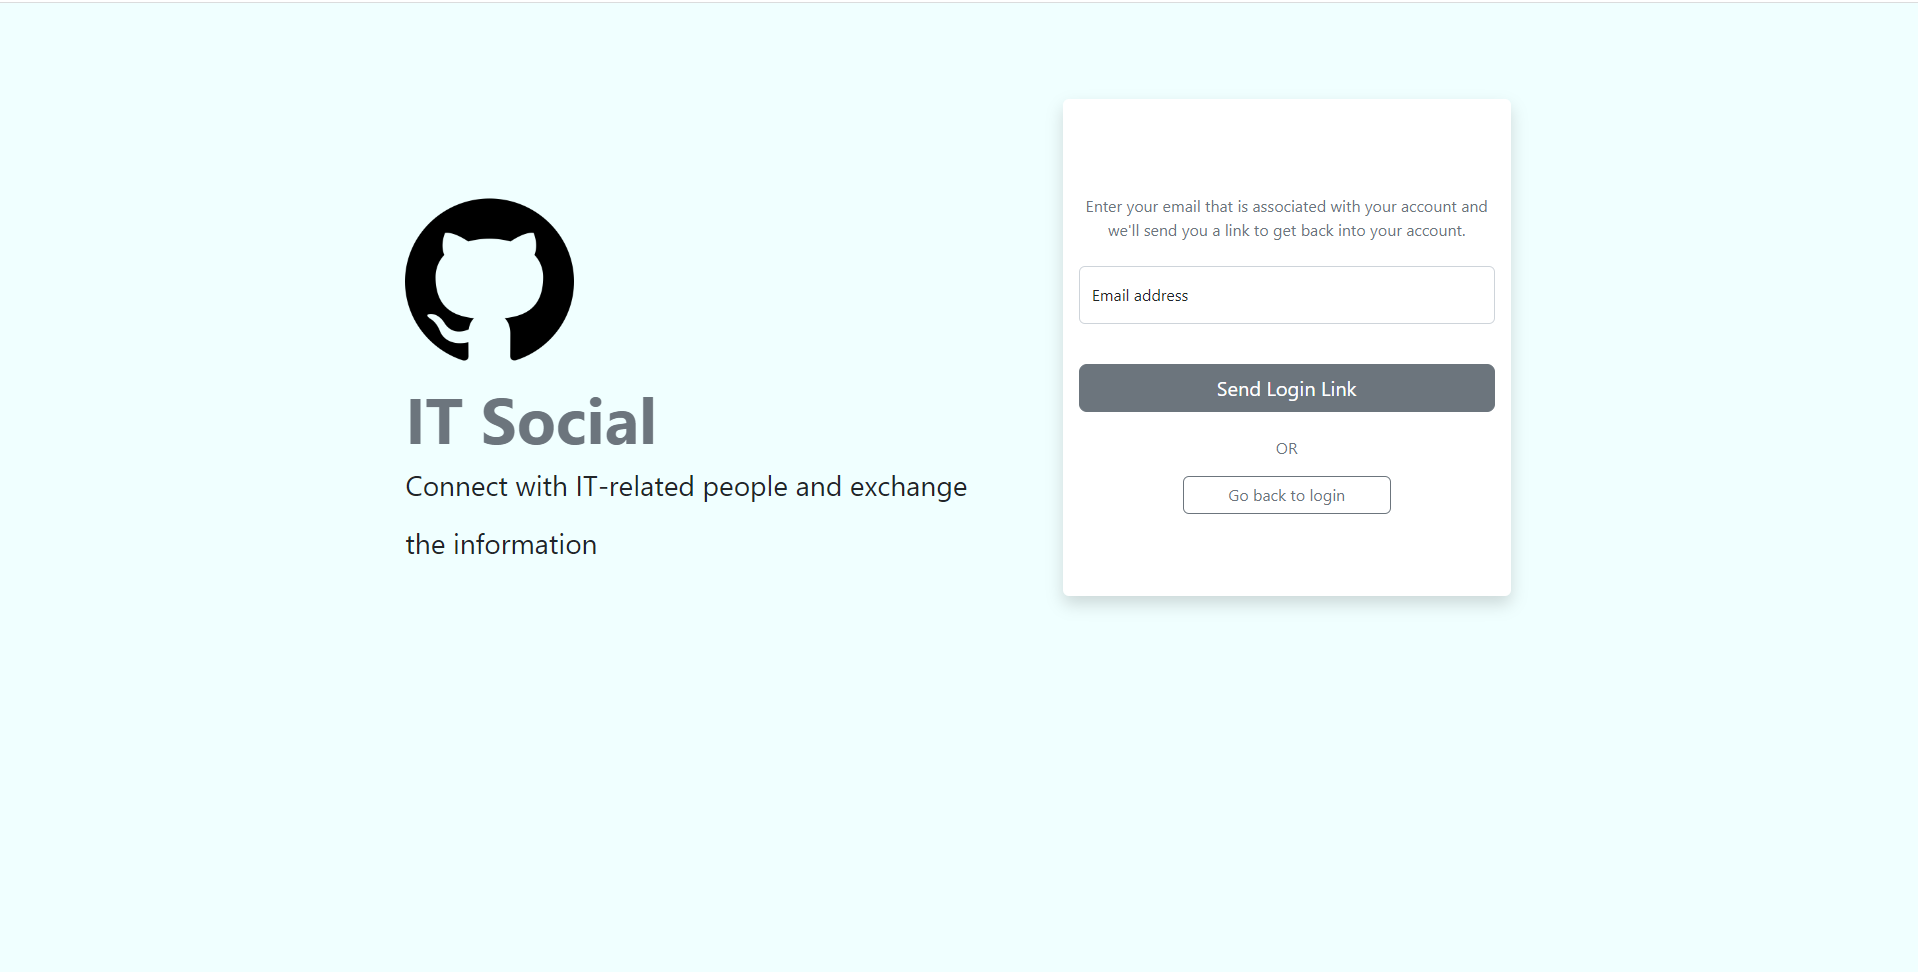 IT Social
Connect with IT-related people and exchange
the information
Enter your email that is associated with your account and
we'll send you a link to get back into your account.
Email address
Send Login Link
OR
Go back to login